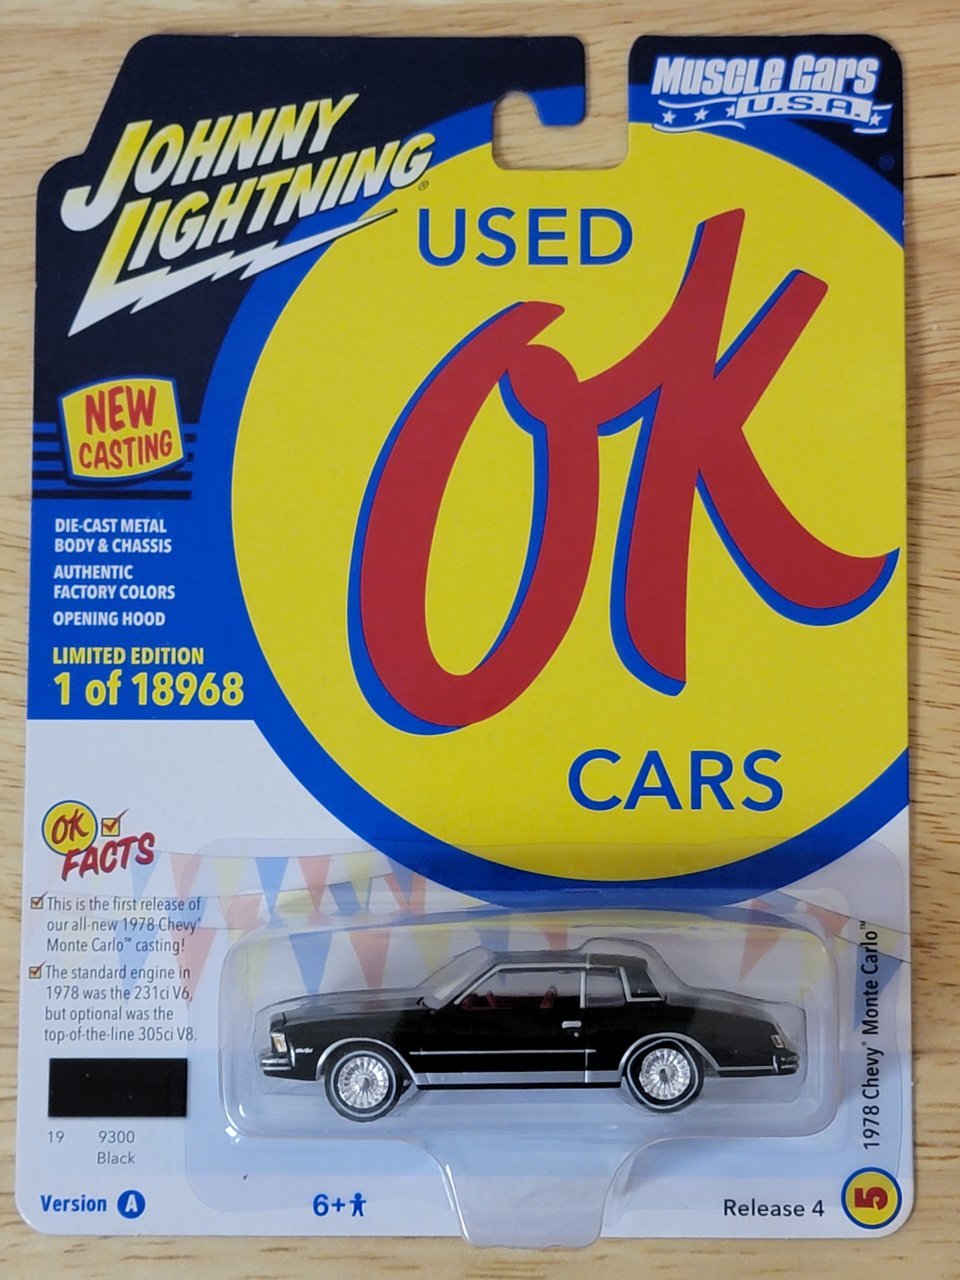 JOHNNY
LIGHTNING®
MUSCLE CARS
U.S.A.
USED
OK
CARS
NEW
CASTING
DIE-CAST METAL
BODY & CHASSIS
AUTHENTIC
FACTORY COLORS
OPENING HOOD
LIMITED EDITION
1 of 18968
OK
FACTS
This is the first release of
our all-new 1978 Chevy®
Monte Carlo™ casting!
The standard engine in
1978 was the 231ci V6,
but optional was the
top-of-the-line 305ci V8.
19 9300
Black
Version A
6+
Release 4
5
1978 Chevy® Monte Carlo™